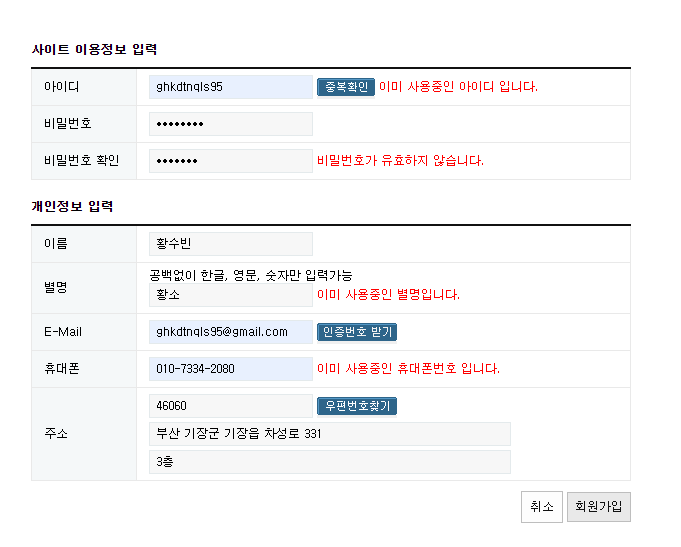 사이트 이용정보 입력
아이디 ghkdtnqls95 중복확인 이미 사용중인 아이디 입니다.
비밀번호 ••••••••
비밀번호 확인 ••••••• 비밀번호가 유효하지 않습니다.
개인정보 입력
이름 황수빈
공백없이 한글, 영문, 숫자만 입력가능
별명 황소 이미 사용중인 별명입니다.
E-Mail ghkdtnqls95@gmail.com 인증번호 받기
휴대폰 010-7334-2080 이미 사용중인 휴대폰번호 입니다.
46060 우편번호찾기
주소 부산 기장군 기장읍 차성로 331
3층
취소 회원가입